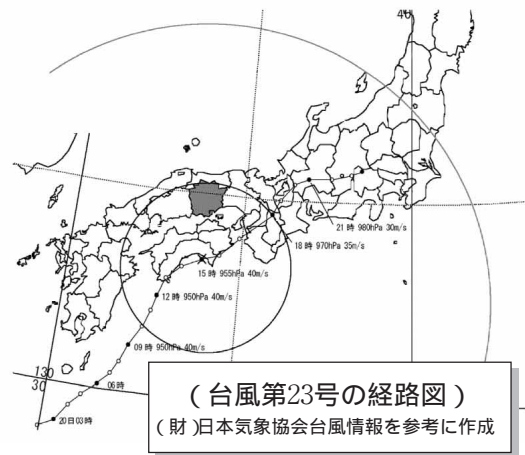 40
21時 980hPa 30m/s
18時 970hPa 35m/s
15時 955hPa 40m/s
12時 950hPa 40m/s
09時 950hPa 40m/s
130
30
06時
20日03時
(台風第23号の経路図)
(財)日本気象協会台風情報を参考に作成